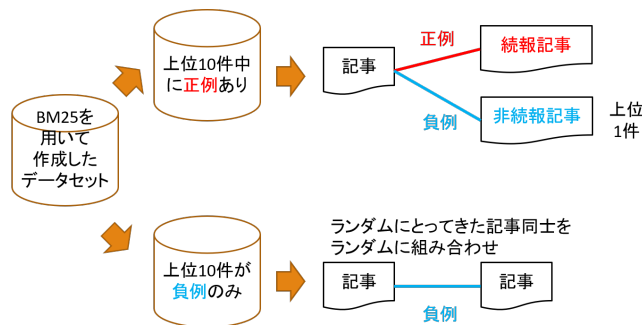 BM25を
用いて
作成した
データセット
上位10件中
に正例あり
記事
正例
続報記事
負例
非続報記事
上位
1件
上位10件が
負例のみ
ランダムにとってきた記事同士を
ランダムに組み合わせ
記事
記事
負例